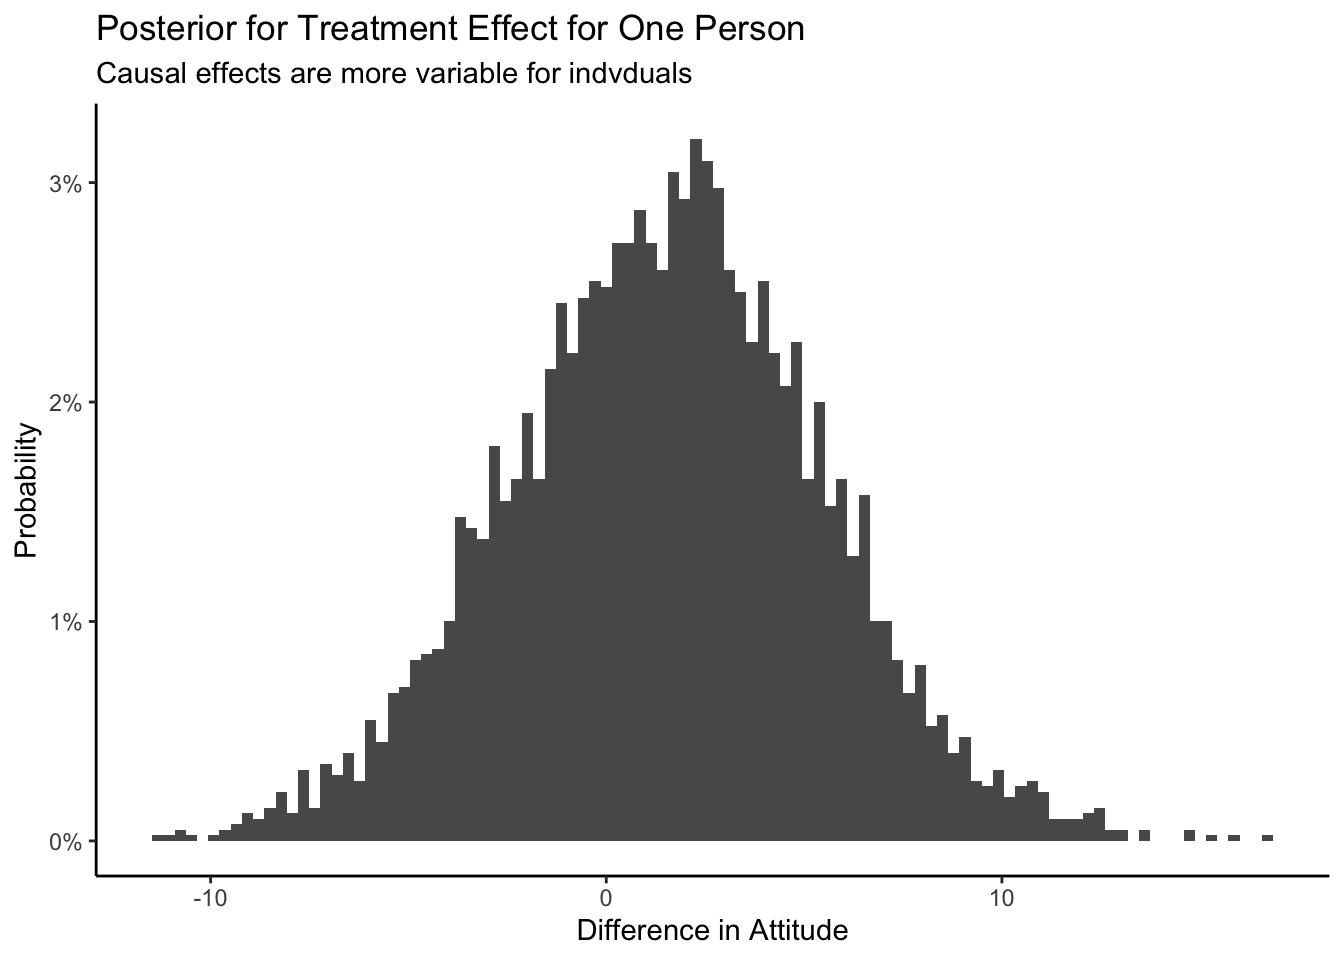 Posterior for Treatment Effect for One Person
Causal effects are more variable for indvduals
3%
2%
1%
0%
Probability
-10
0
10
Difference in Attitude